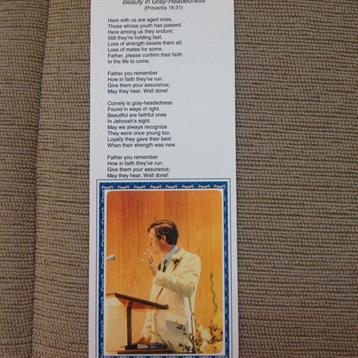 Beauty in Gray-Headedness
(Proverbs 16:31)
Here with us are aged ones,
Those whose youth has passed.
Here among us they endure;
Still they're holding fast.
Loss of strength besets them all;
Loss of mates for some.
Father, please confirm their faith
In the life to come.
Father you remember
How in faith they've run.
Give them your assurance;
May they hear, Well done!
Comely is gray-headedness
Found in ways of right.
Beautiful are faithful ones
In Jehovah's sight.
May we always recognize
They were once young too.
Loyally they gave their best
When their strength was new.
Father you remember
How in faith they've run.
Give them your assurance;
May they hear, Well done!